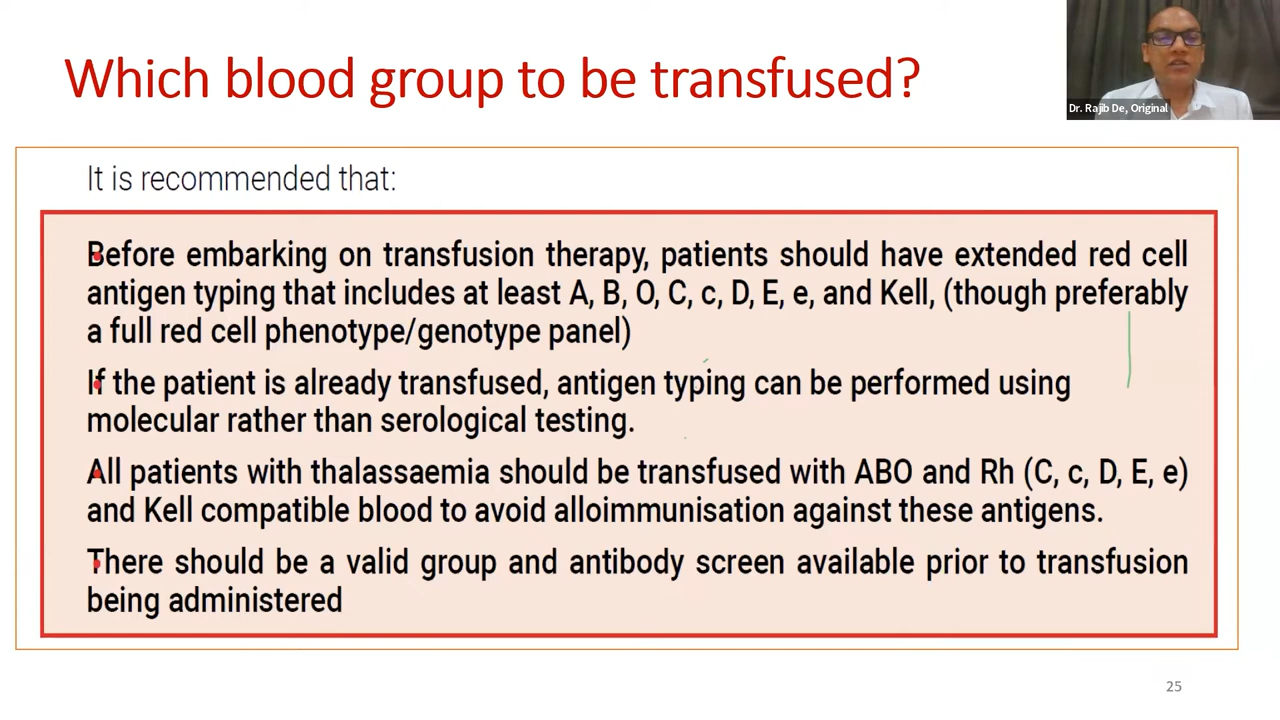 Which blood group to be transfused?
Dr. Rajib De, Original
It is recommended that:
Before embarking on transfusion therapy, patients should have extended red cell
antigen typing that includes at least A, B, O, C, c, D, E, e, and Kell, (though preferably
a full red cell phenotype/genotype panel)
If the patient is already transfused, antigen typing can be performed using
molecular rather than serological testing.
All patients with thalassaemia should be transfused with ABO and Rh (C, c, D, E, e)
and Kell compatible blood to avoid alloimmunisation against these antigens.
There should be a valid group and antibody screen available prior to transfusion
being administered
25